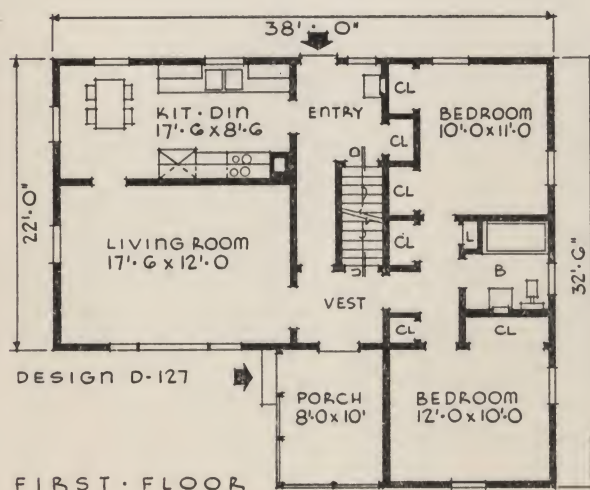 38'·0"
CL
ENTRY
KIT·DIN
17'·6 x 8'·6
BEDROOM
10'·0 x 11'·0
CL
D
CL
22'·0"
LIVING ROOM
17'·6 x 12'·0
CL
L
B
32'·6"
U
VEST
CL
CL
DESIGN D-127
PORCH
8'·0 x 10'
BEDROOM
12'·0 x 10'·0
FIRST·FLOOR